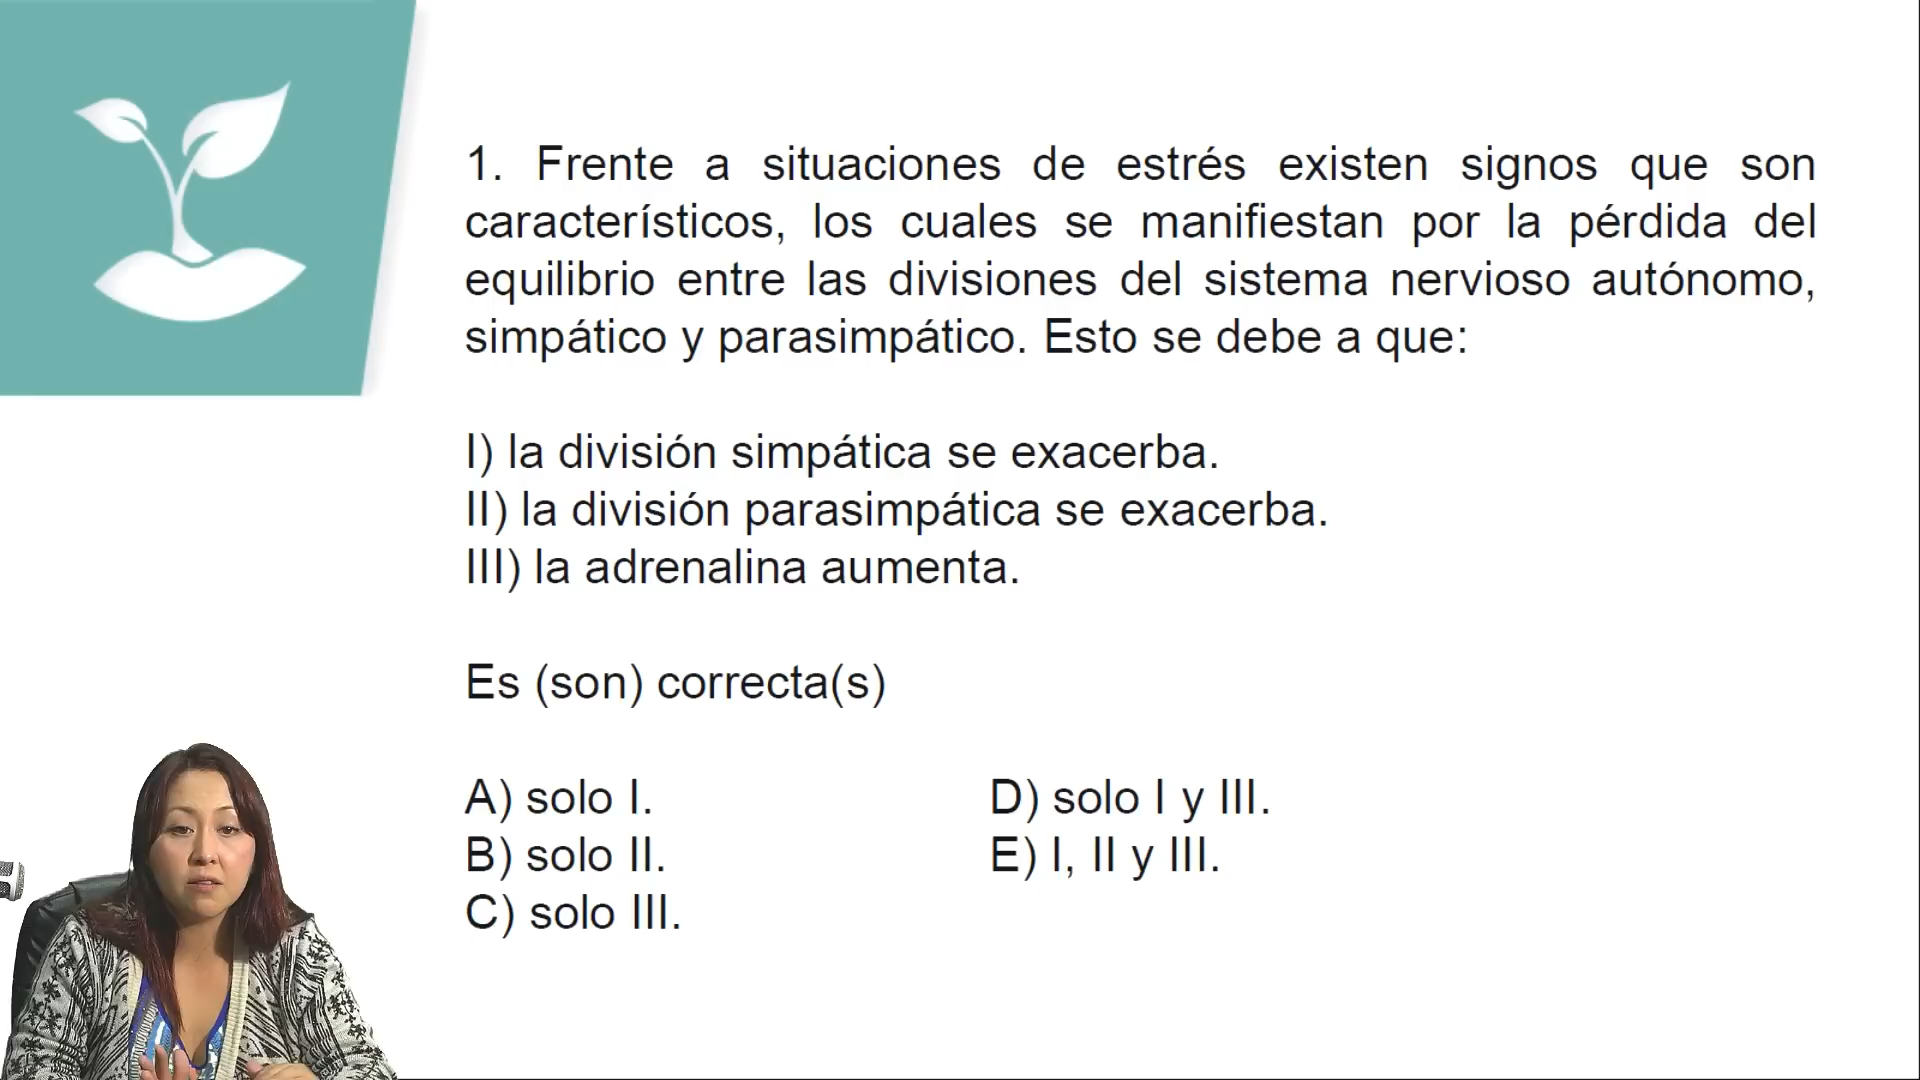 1. Frente a situaciones de estrés existen signos que son
característicos, los cuales se manifiestan por la pérdida del
equilibrio entre las divisiones del sistema nervioso autónomo,
simpático y parasimpático. Esto se debe a que:
I) la división simpática se exacerba.
II) la división parasimpática se exacerba.
III) la adrenalina aumenta.
Es (son) correcta(s)
A) solo I.
B) solo II.
C) solo III.
D) solo I y III.
E) I, II y III.